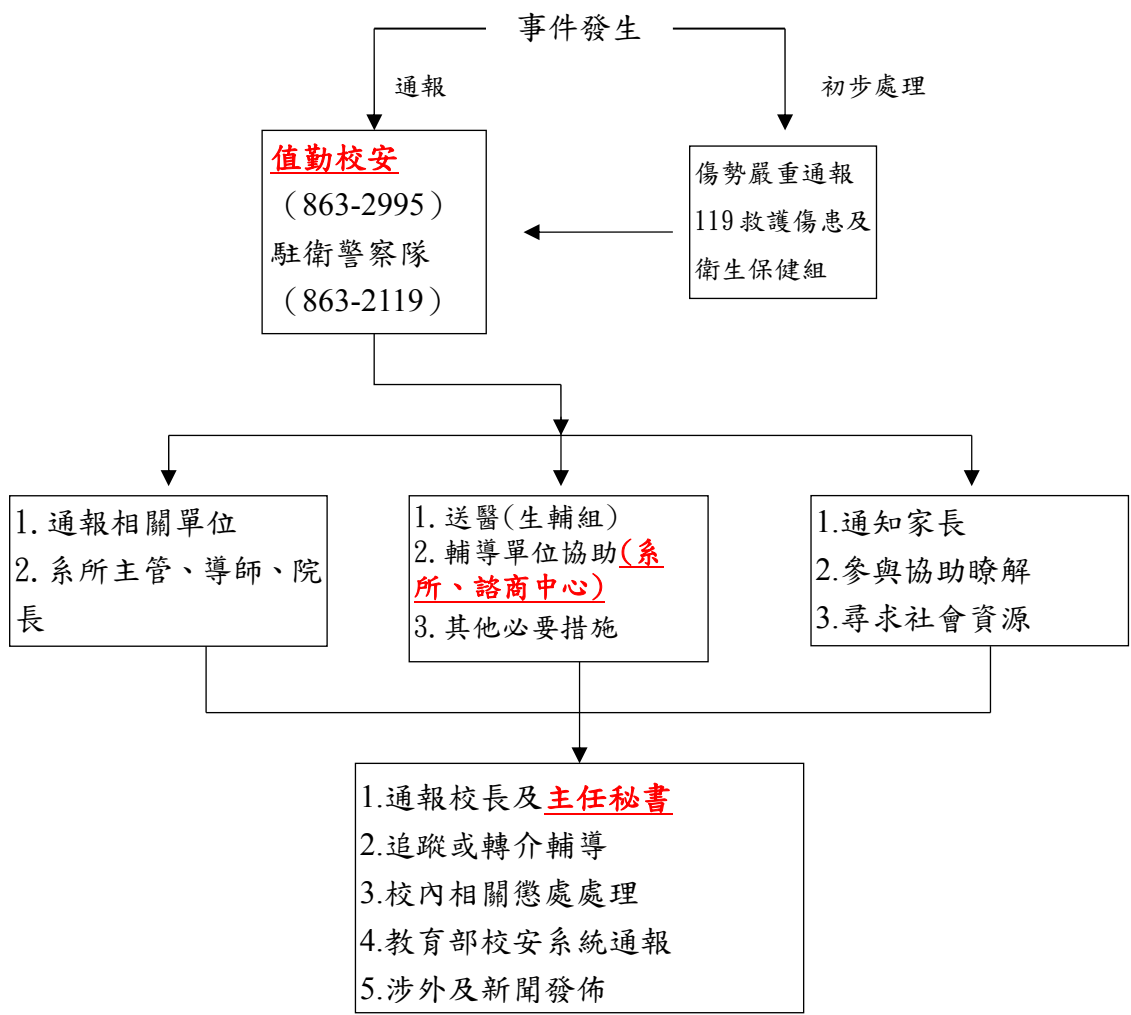 事件發生
通報
初步處理
值勤校安
（863-2995）
駐衛警察隊
（863-2119）
傷勢嚴重通報
119救護傷患及
衛生保健組
1. 通報相關單位
2. 系所主管、導師、院
長
1. 送醫(生輔組)
2. 輔導單位協助(系
所、諮商中心)
3. 其他必要措施
1.通知家長
2.參與協助瞭解
3.尋求社會資源
1.通報校長及主任秘書
2.追蹤或轉介輔導
3.校內相關懲處處理
4.教育部校安系統通報
5.涉外及新聞發佈